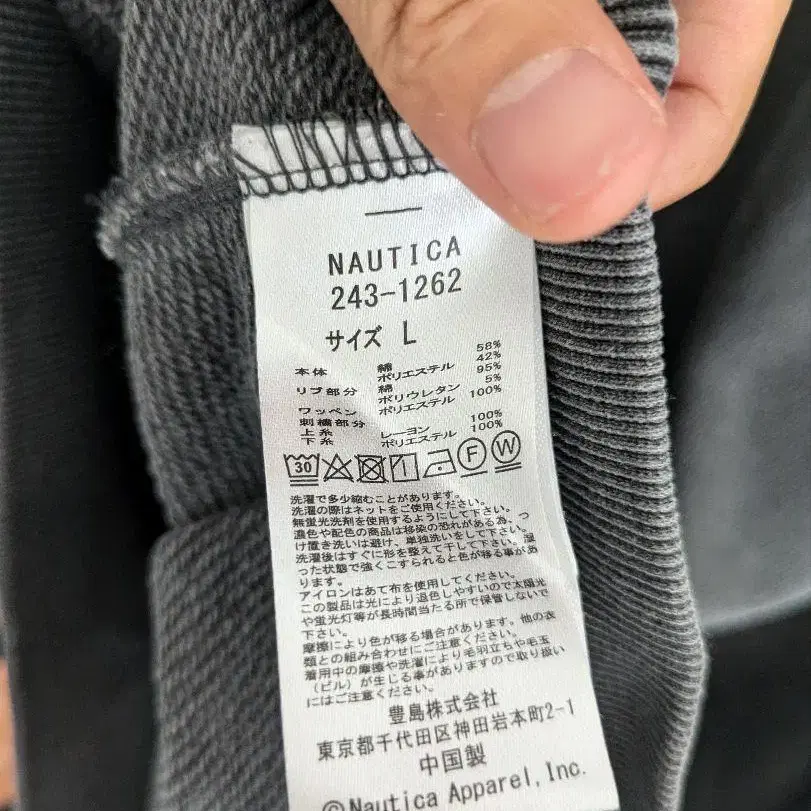 NAUTICA
243-1262
サイズ L
本体 綿 58%
ポリエステル 42%
リブ部分 綿 95%
ポリウレタン 5%
ワッペン ポリエステル 100%
刺繍部分
上糸 レーヨン 100%
下糸 ポリエステル 100%
30 F W
洗濯で多少縮むことがあります。
洗濯の際はネットをご使用ください。
無蛍光洗剤を使用するようにして下さい。
濃色や配色の商品は移染の恐れがある為、つ
け置き洗いは避け、単独洗いをして下さい。
洗濯後はすぐに形を整えて干して下さい。湿
った状態で強くこすられると色が移る事があ
ります。
アイロンはあて布を使用してください。
この製品は光により退色しやすいので太陽光
や蛍光灯等が長時間当たる所で保管しないで
下さい。
摩擦により色が移る場合があります。他の衣
類との組み合わせにご注意ください。
着用中の摩擦や洗濯により毛羽立ちや毛玉
(ピル)が生じる事がありますので取り扱い
にはご注意ください。
豊島株式会社
東京都千代田区神田岩本町2-1
中国製
©Nautica Apparel, Inc.